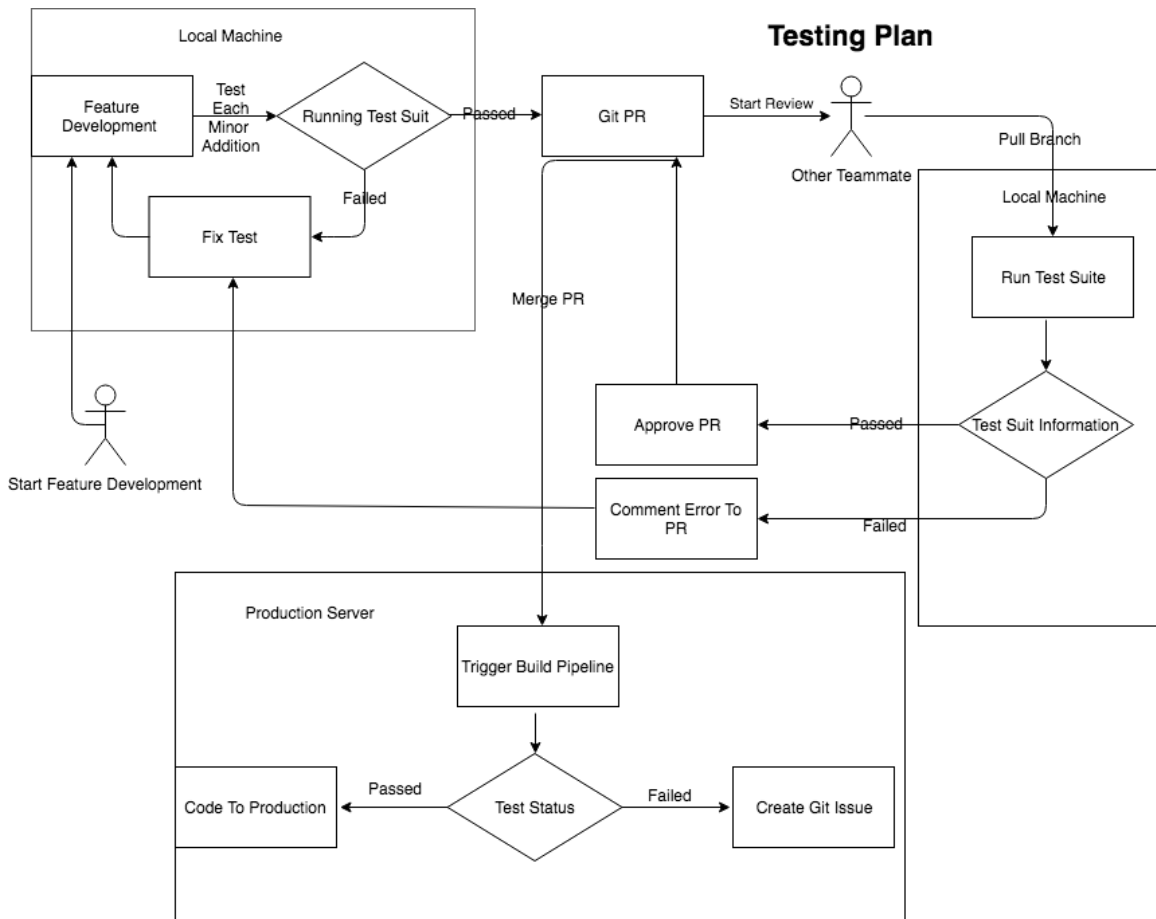 Testing Plan
Local Machine
Feature
Development
Test
Each
Minor
Addition
Running Test Suit
Passed
Git PR
Start Review
Other Teammate
Pull Branch
Failed
Fix Test
Local Machine
Run Test Suite
Merge PR
Approve PR
Passed
Test Suit Information
Start Feature Development
Comment Error To
PR
Failed
Production Server
Trigger Build Pipeline
Code To Production
Passed
Test Status
Failed
Create Git Issue